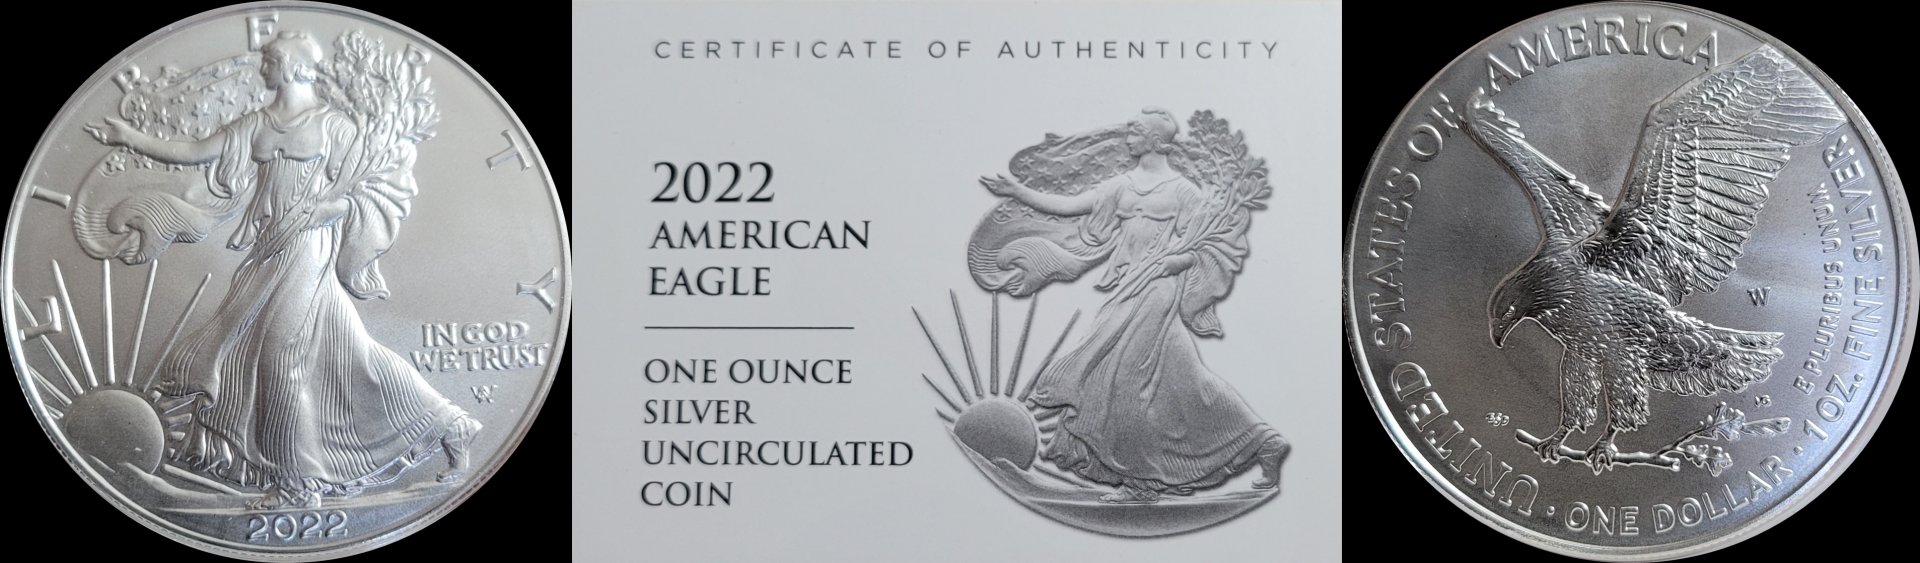 LIBERTY
IN GOD
WE TRUST
2022
CERTIFICATE OF AUTHENTICITY
2022
AMERICAN
EAGLE
ONE OUNCE
SILVER
UNCIRCULATED
COIN
UNITED STATES OF AMERICA
W
E PLURIBUS UNUM
· ONE DOLLAR · 1 OZ. FINE SILVER